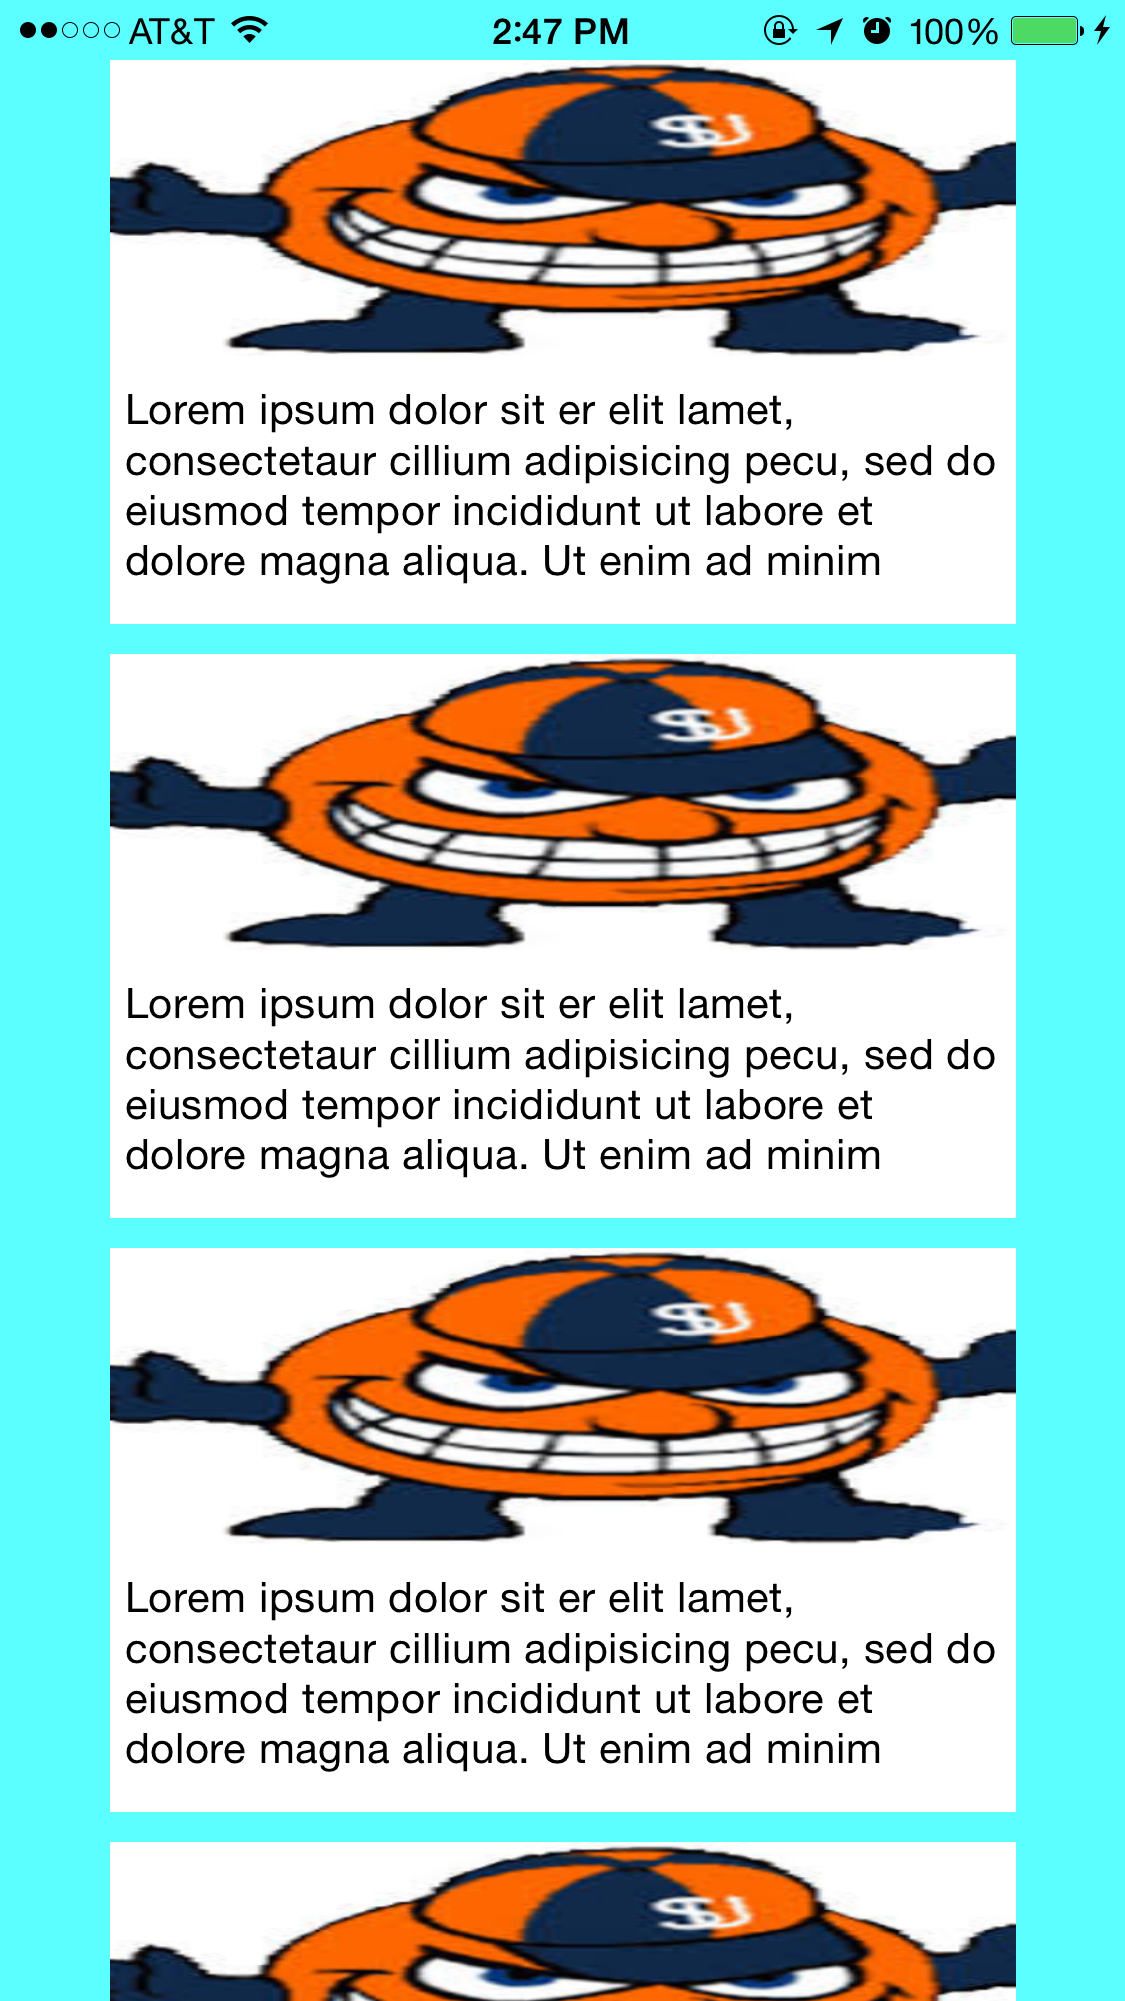 AT&T 2:47 PM 100%
SU
Lorem ipsum dolor sit er elit lamet,
consectetaur cillium adipisicing pecu, sed do
eiusmod tempor incididunt ut labore et
dolore magna aliqua. Ut enim ad minim
SU
Lorem ipsum dolor sit er elit lamet,
consectetaur cillium adipisicing pecu, sed do
eiusmod tempor incididunt ut labore et
dolore magna aliqua. Ut enim ad minim
SU
Lorem ipsum dolor sit er elit lamet,
consectetaur cillium adipisicing pecu, sed do
eiusmod tempor incididunt ut labore et
dolore magna aliqua. Ut enim ad minim
SU